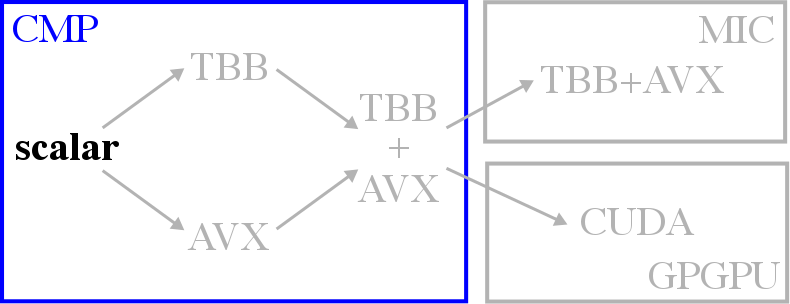 CMP
scalar
TBB
AVX
TBB
+
AVX
MIC
TBB+AVX
CUDA
GPGPU